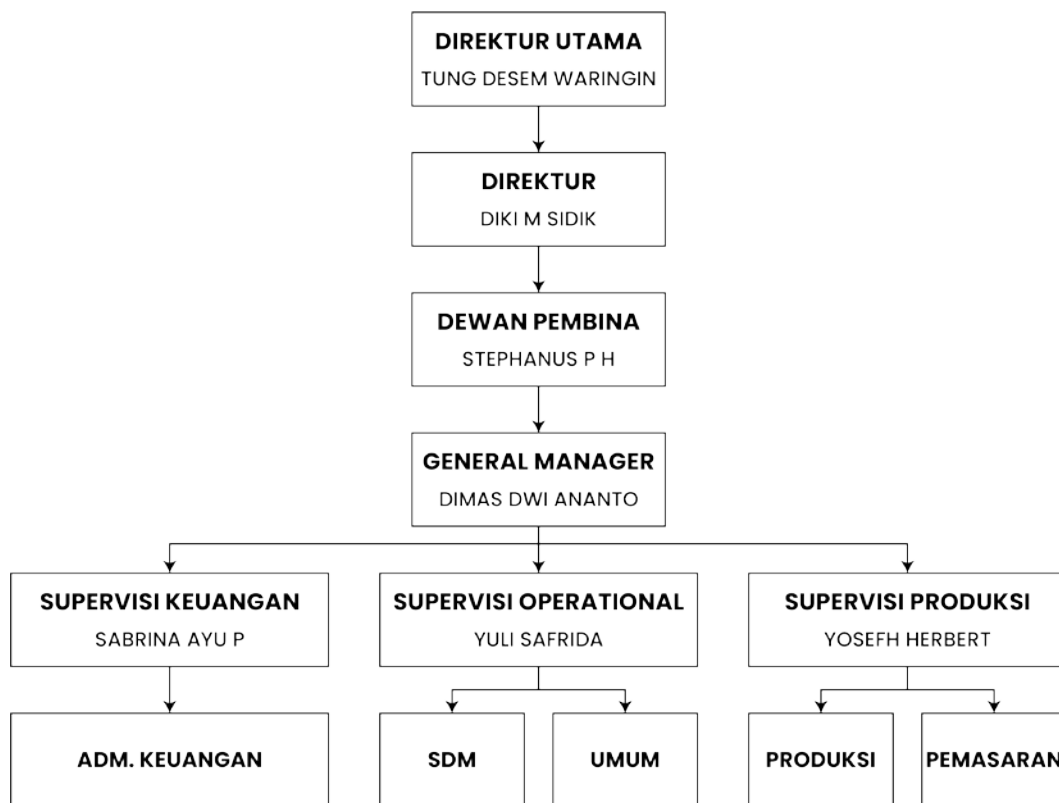 DIREKTUR UTAMA
TUNG DESEM WARINGIN
DIREKTUR
DIKI M SIDIK
DEWAN PEMBINA
STEPHANUS P H
GENERAL MANAGER
DIMAS DWI ANANTO
SUPERVISI KEUANGAN
SABRINA AYU P
SUPERVISI OPERATIONAL
YULI SAFRIDA
SUPERVISI PRODUKSI
YOSEFH HERBERT
ADM. KEUANGAN
SDM
UMUM
PRODUKSI
PEMASARAN